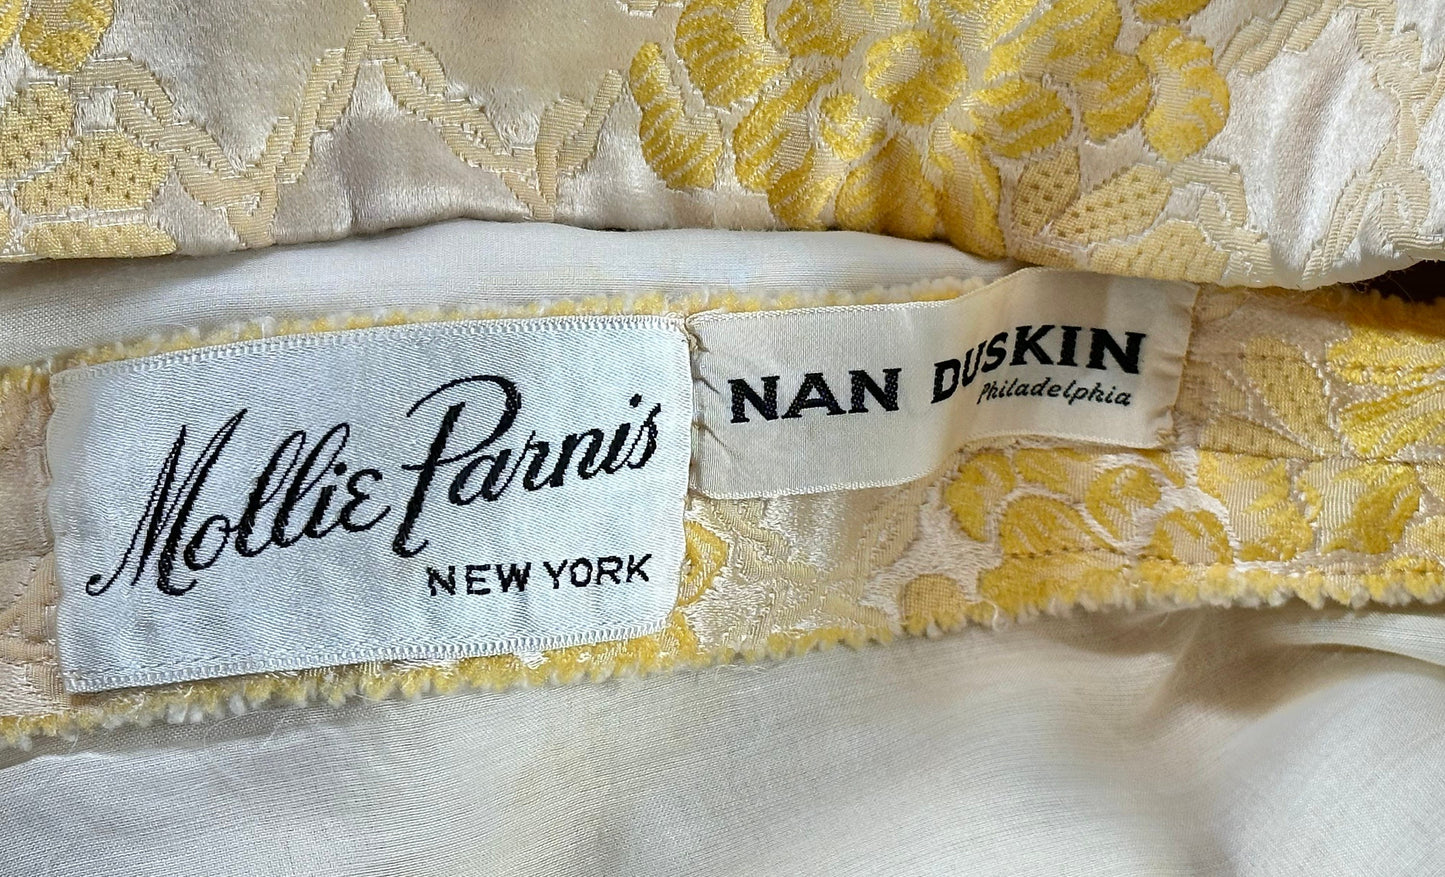 Mollie Parnis
NEW YORK
NAN DUSKIN
Philadelphia